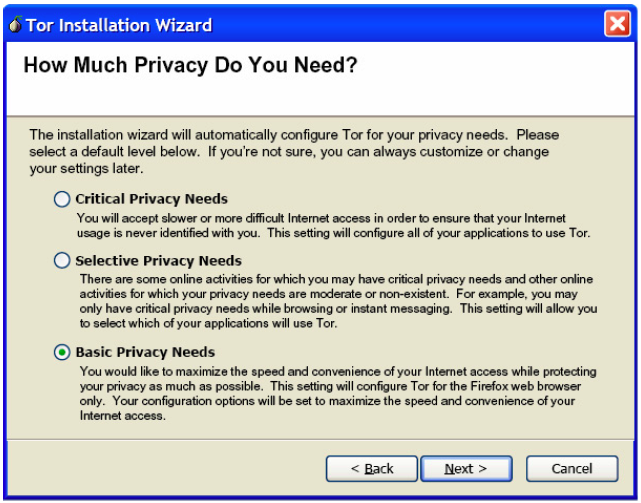 Tor Installation Wizard
How Much Privacy Do You Need?
The installation wizard will automatically configure Tor for your privacy needs.  Please
select a default level below.  If you're not sure, you can always customize or change
your settings later.
Critical Privacy Needs
You will accept slower or more difficult Internet access in order to ensure that your Internet
usage is never identified with you.  This setting will configure all of your applications to use Tor.
Selective Privacy Needs
There are some online activities for which you may have critical privacy needs and other online
activities for which your privacy needs are moderate or non-existent.  For example, you may
only have critical privacy needs while browsing or instant messaging.  This setting will allow you
to select which of your applications will use Tor.
Basic Privacy Needs
You would like to maximize the speed and convenience of your Internet access while protecting
your privacy as much as possible.  This setting will configure Tor for the Firefox web browser
only.  Your configuration options will be set to maximize the speed and convenience of your
Internet access.
< Back   Next >   Cancel